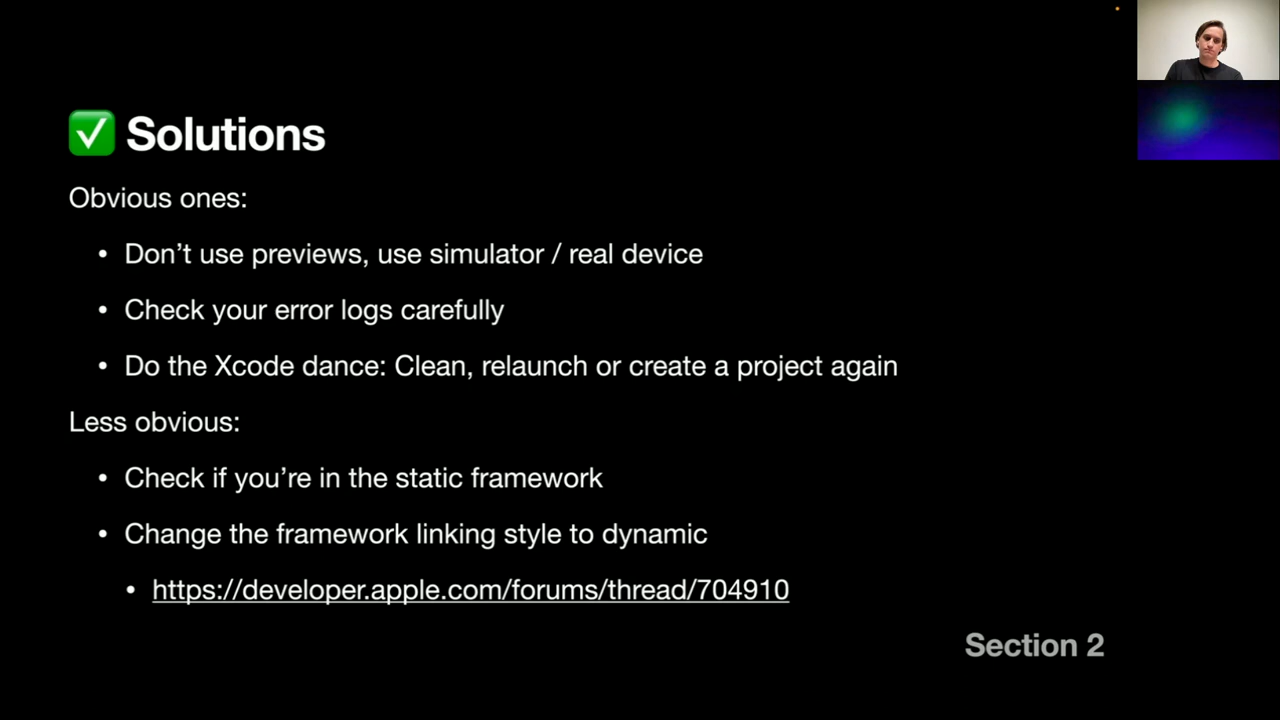 ✅ Solutions
Obvious ones:
• Don’t use previews, use simulator / real device
• Check your error logs carefully
• Do the Xcode dance: Clean, relaunch or create a project again
Less obvious:
• Check if you’re in the static framework
• Change the framework linking style to dynamic
• https://developer.apple.com/forums/thread/704910
Section 2